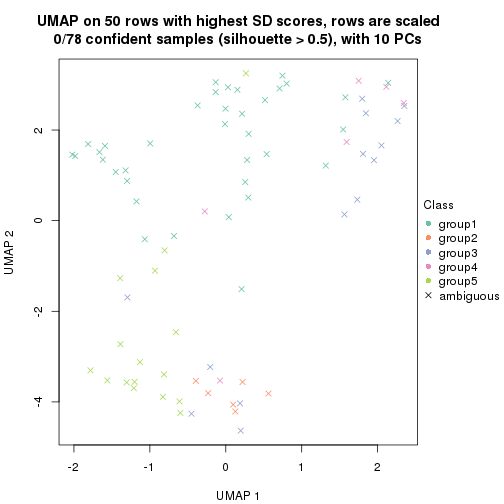 UMAP on 50 rows with highest SD scores, rows are scaled
0/78 confident samples (silhouette > 0.5), with 10 PCs
UMAP 2
2
0
-2
-4
-2
-1
0
1
2
UMAP 1
Class
group1
group2
group3
group4
group5
ambiguous